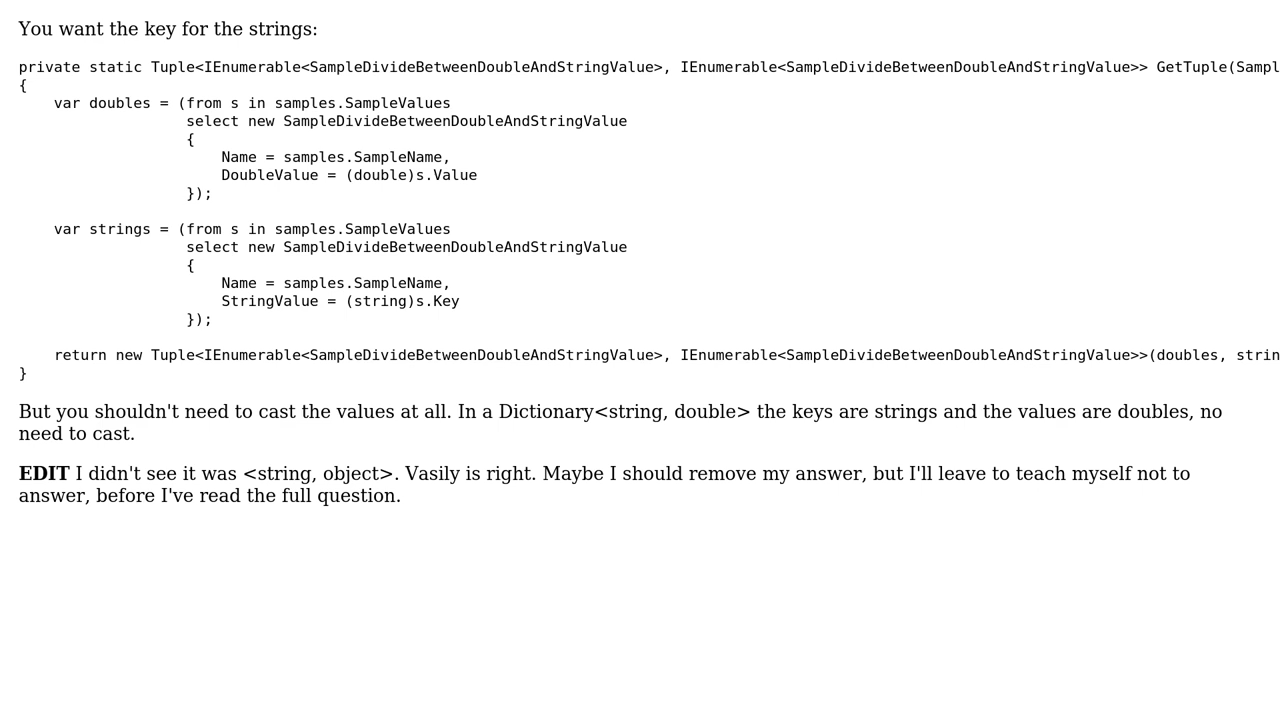 You want the key for the strings:
private static Tuple<IEnumerable<SampleDivideBetweenDoubleAndStringValue>, IEnumerable<SampleDivideBetweenDoubleAndStringValue>> GetTuple(Sampl
{
    var doubles = (from s in samples.SampleValues
                   select new SampleDivideBetweenDoubleAndStringValue
                   {
                       Name = samples.SampleName,
                       DoubleValue = (double)s.Value
                   });
    var strings = (from s in samples.SampleValues
                   select new SampleDivideBetweenDoubleAndStringValue
                   {
                       Name = samples.SampleName,
                       StringValue = (string)s.Key
                   });
    return new Tuple<IEnumerable<SampleDivideBetweenDoubleAndStringValue>, IEnumerable<SampleDivideBetweenDoubleAndStringValue>>(doubles, strin
}
But you shouldn't need to cast the values at all. In a Dictionary<string, double> the keys are strings and the values are doubles, no
need to cast.
EDIT I didn't see it was <string, object>. Vasily is right. Maybe I should remove my answer, but I'll leave to teach myself not to
answer, before I've read the full question.